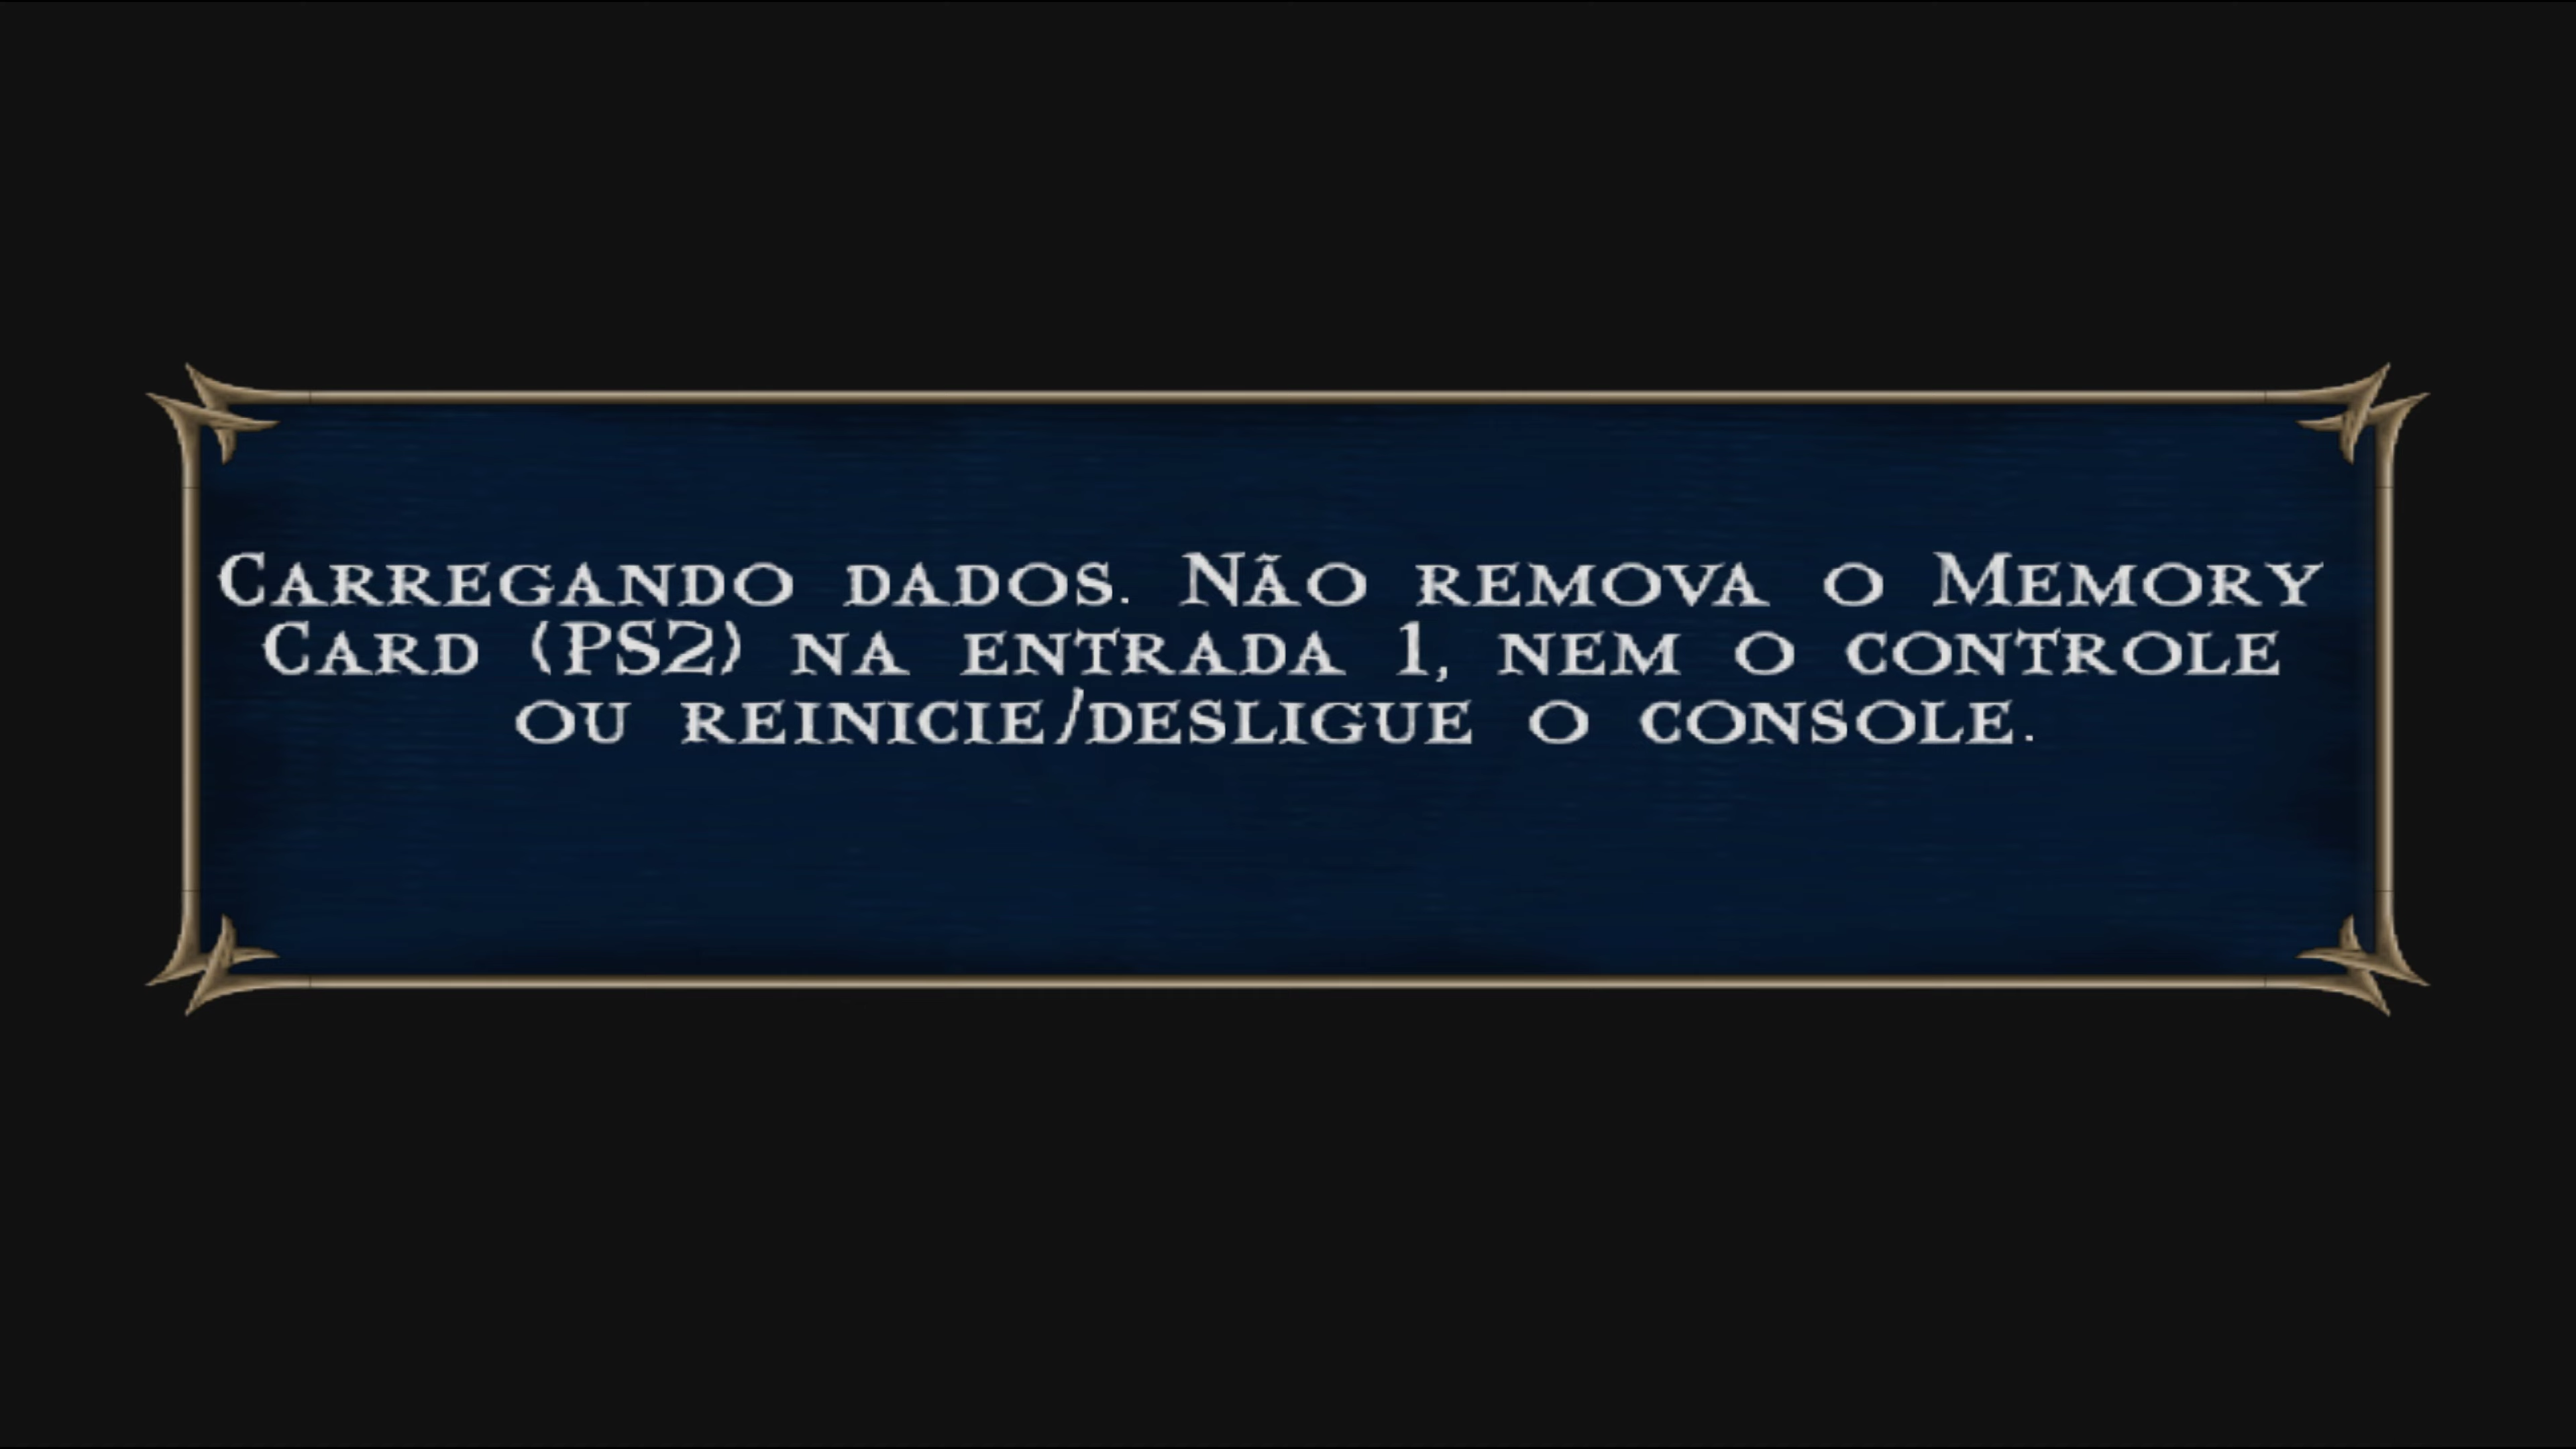 Carregando dados. Não remova o Memory
Card (PS2) na entrada 1, nem o controle
ou reinicie/desligue o console.